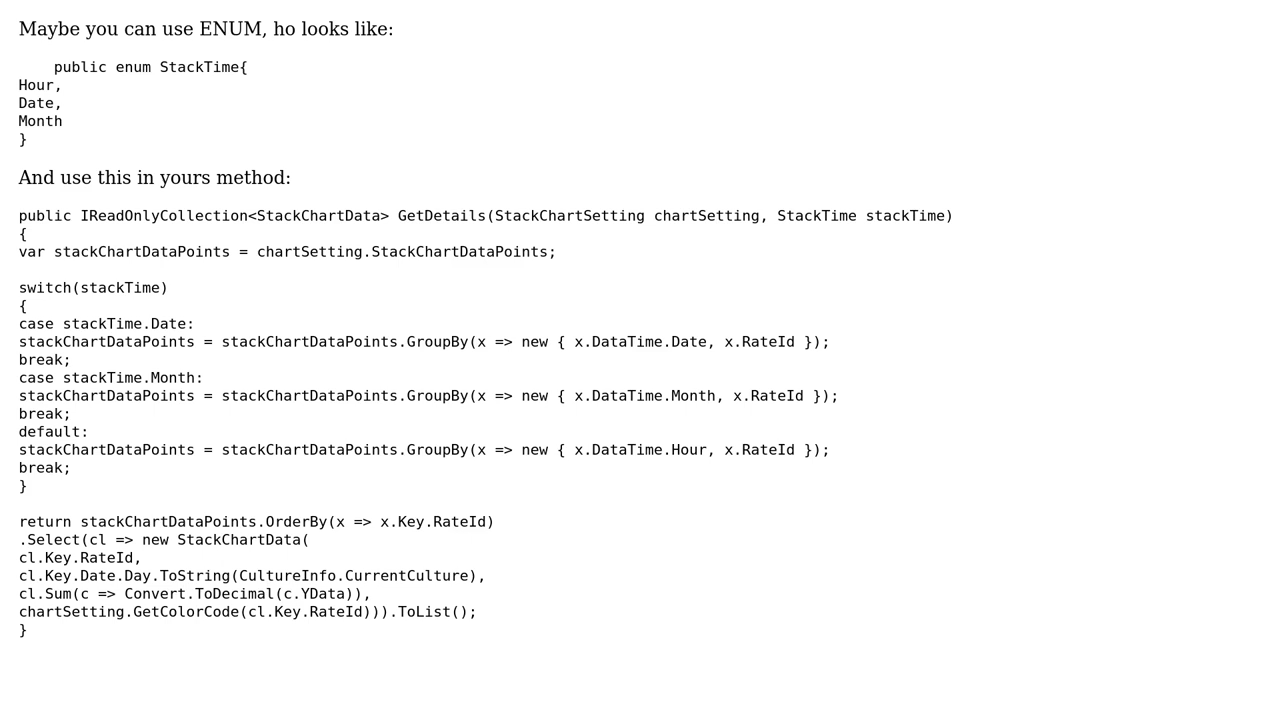 Maybe you can use ENUM, ho looks like:
public enum StackTime{
Hour,
Date,
Month
}
And use this in yours method:
public IReadOnlyCollection<StackChartData> GetDetails(StackChartSetting chartSetting, StackTime stackTime)
{
var stackChartDataPoints = chartSetting.StackChartDataPoints;
switch(stackTime)
{
case stackTime.Date:
stackChartDataPoints = stackChartDataPoints.GroupBy(x => new { x.DataTime.Date, x.RateId });
break;
case stackTime.Month:
stackChartDataPoints = stackChartDataPoints.GroupBy(x => new { x.DataTime.Month, x.RateId });
break;
default:
stackChartDataPoints = stackChartDataPoints.GroupBy(x => new { x.DataTime.Hour, x.RateId });
break;
}
return stackChartDataPoints.OrderBy(x => x.Key.RateId)
.Select(cl => new StackChartData(
cl.Key.RateId,
cl.Key.Date.Day.ToString(CultureInfo.CurrentCulture),
cl.Sum(c => Convert.ToDecimal(c.YData)),
chartSetting.GetColorCode(cl.Key.RateId))).ToList();
}